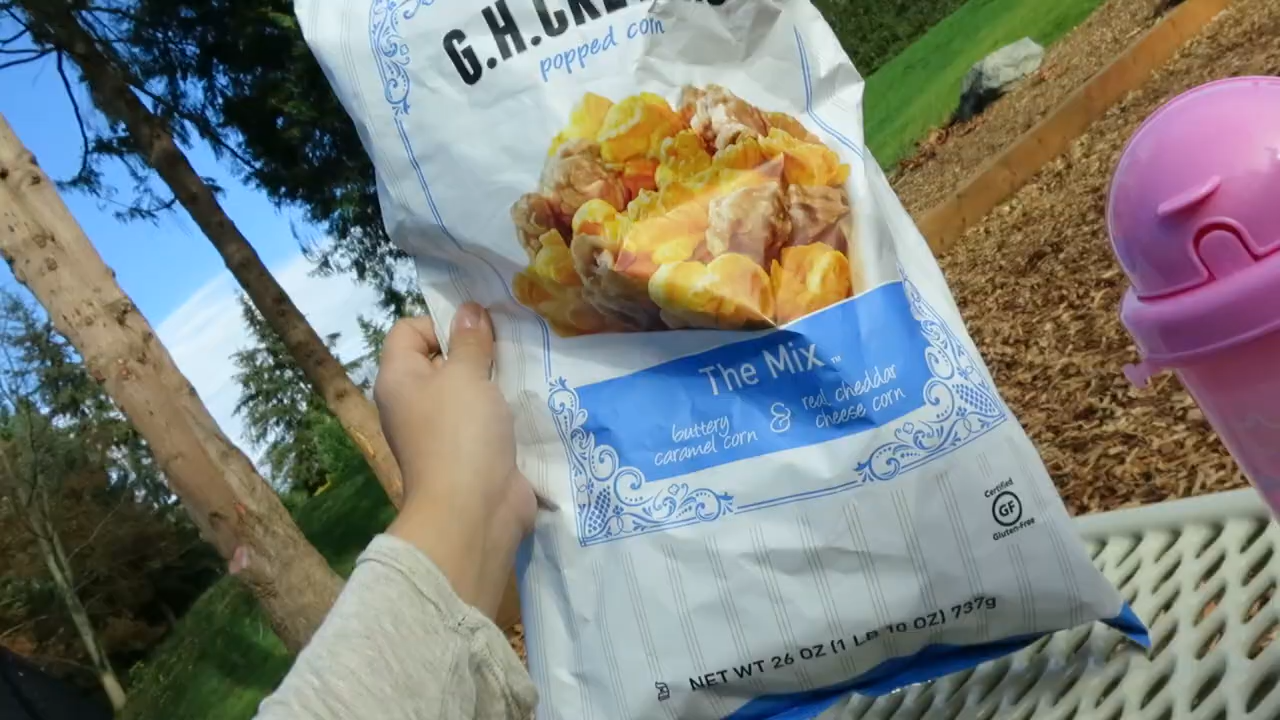 G.H.
popped corn
The Mix™
buttery
caramel corn
&
real cheddar
cheese corn
Certified
GF
Gluten-Free
NET WT 26 OZ (1 LB 10 OZ) 737g